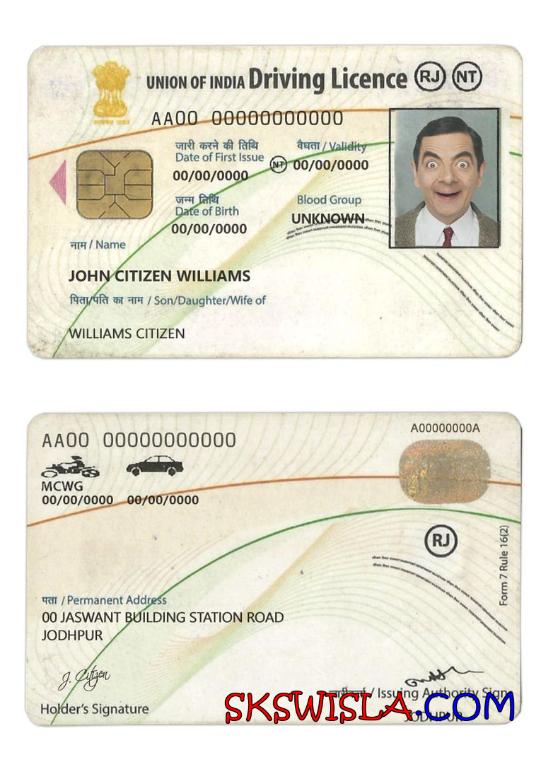 UNION OF INDIA Driving Licence RJ NT
AA00 00000000000
जारी करने की तिथि
Date of First Issue
00/00/0000
NT
वैधता / Validity
00/00/0000
जन्म तिथि
Date of Birth
00/00/0000
Blood Group
UNKNOWN
नाम / Name
JOHN CITIZEN WILLIAMS
पिता/पति का नाम / Son/Daughter/Wife of
WILLIAMS CITIZEN
AA00 00000000000
A00000000A
MCWG
00/00/0000 00/00/0000
RJ
Form 7 Rule 16(2)
पता / Permanent Address
00 JASWANT BUILDING STATION ROAD
JODHPUR
J. Citizen
Holder's Signature
/ Issuing Authority Sign
JODHPUR
SKSWISLA.COM